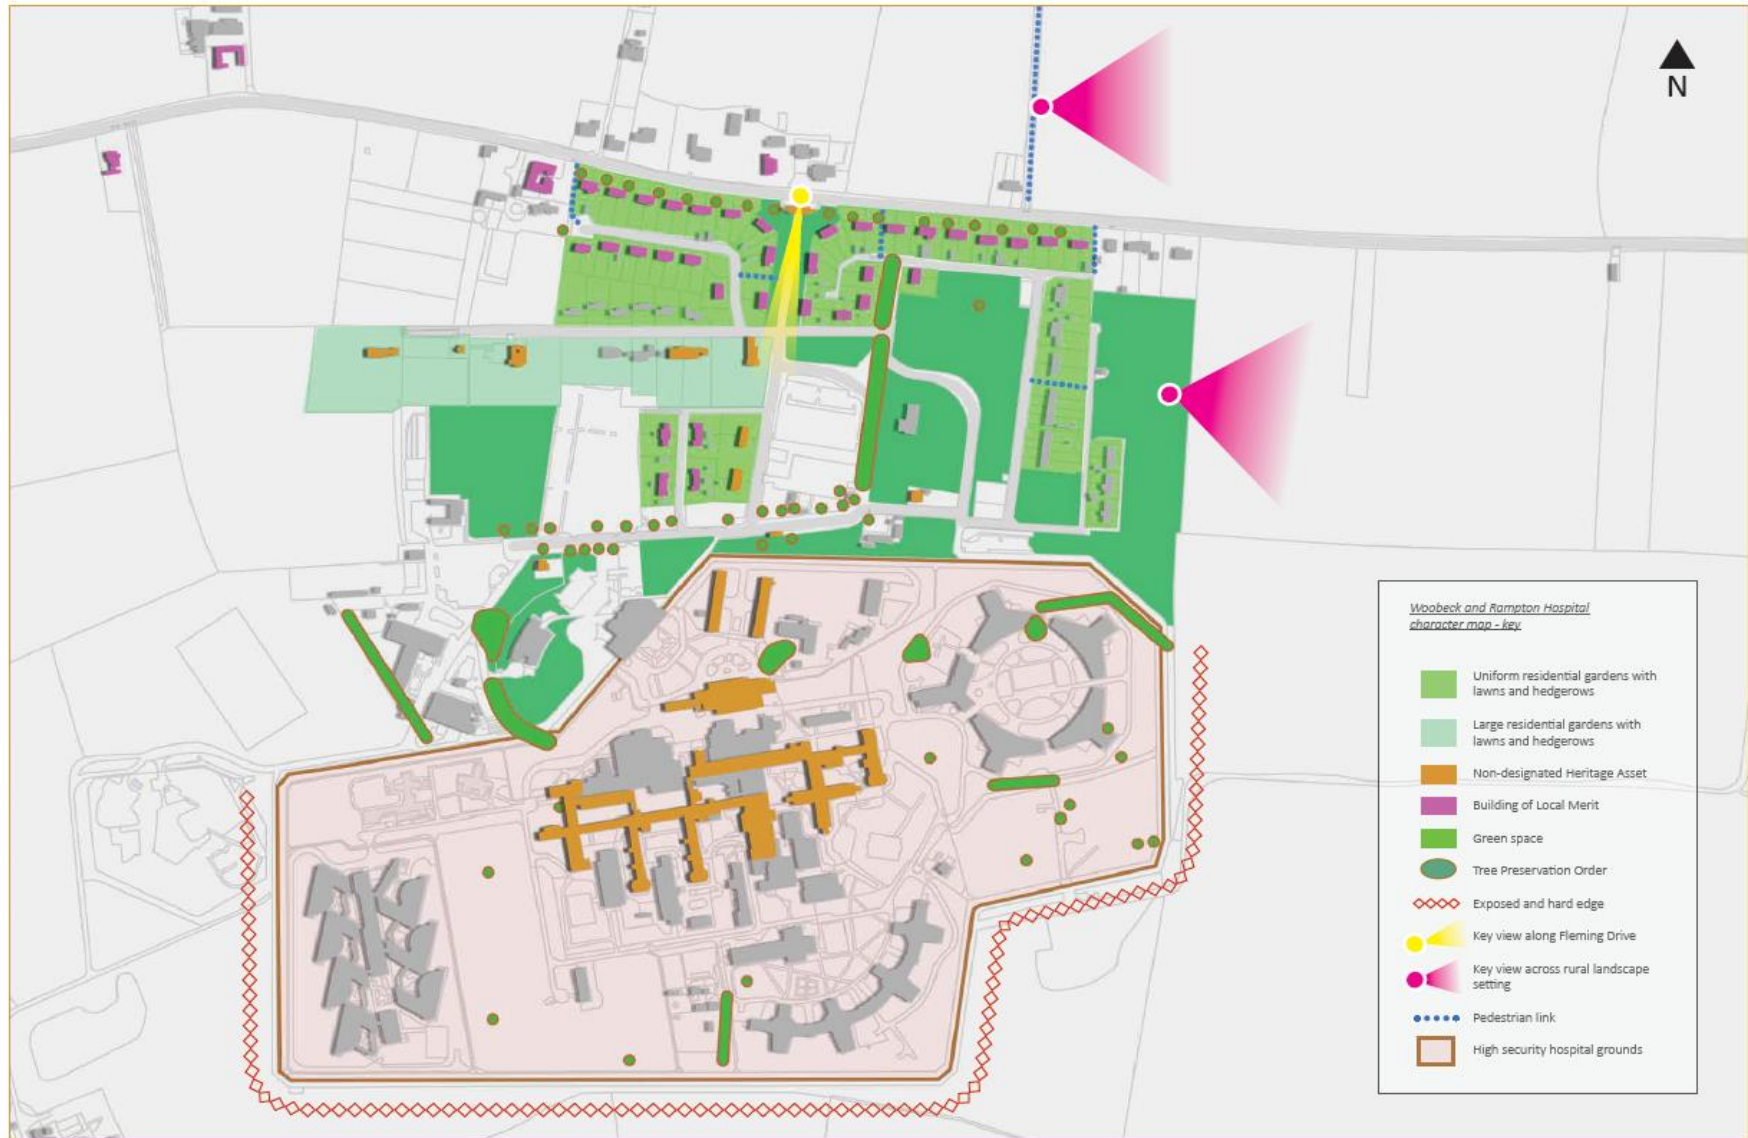 N
Woobeck and Rampton Hospital
character map - key
Uniform residential gardens with
lawns and hedgerows
Large residential gardens with
lawns and hedgerows
Non-designated Heritage Asset
Building of Local Merit
Green space
Tree Preservation Order
Exposed and hard edge
Key view along Fleming Drive
Key view across rural landscape
setting
Pedestrian link
High security hospital grounds